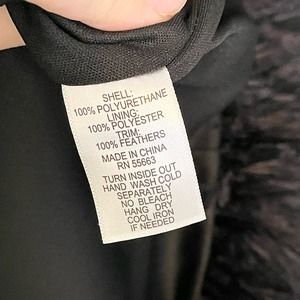 SHELL:
100% POLYURETHANE
LINING:
100% POLYESTER
TRIM:
100% FEATHERS
MADE IN CHINA
RN 55663
TURN INSIDE OUT
HAND WASH COLD
SEPARATELY
NO BLEACH
HANG DRY
COOL IRON
IF NEEDED